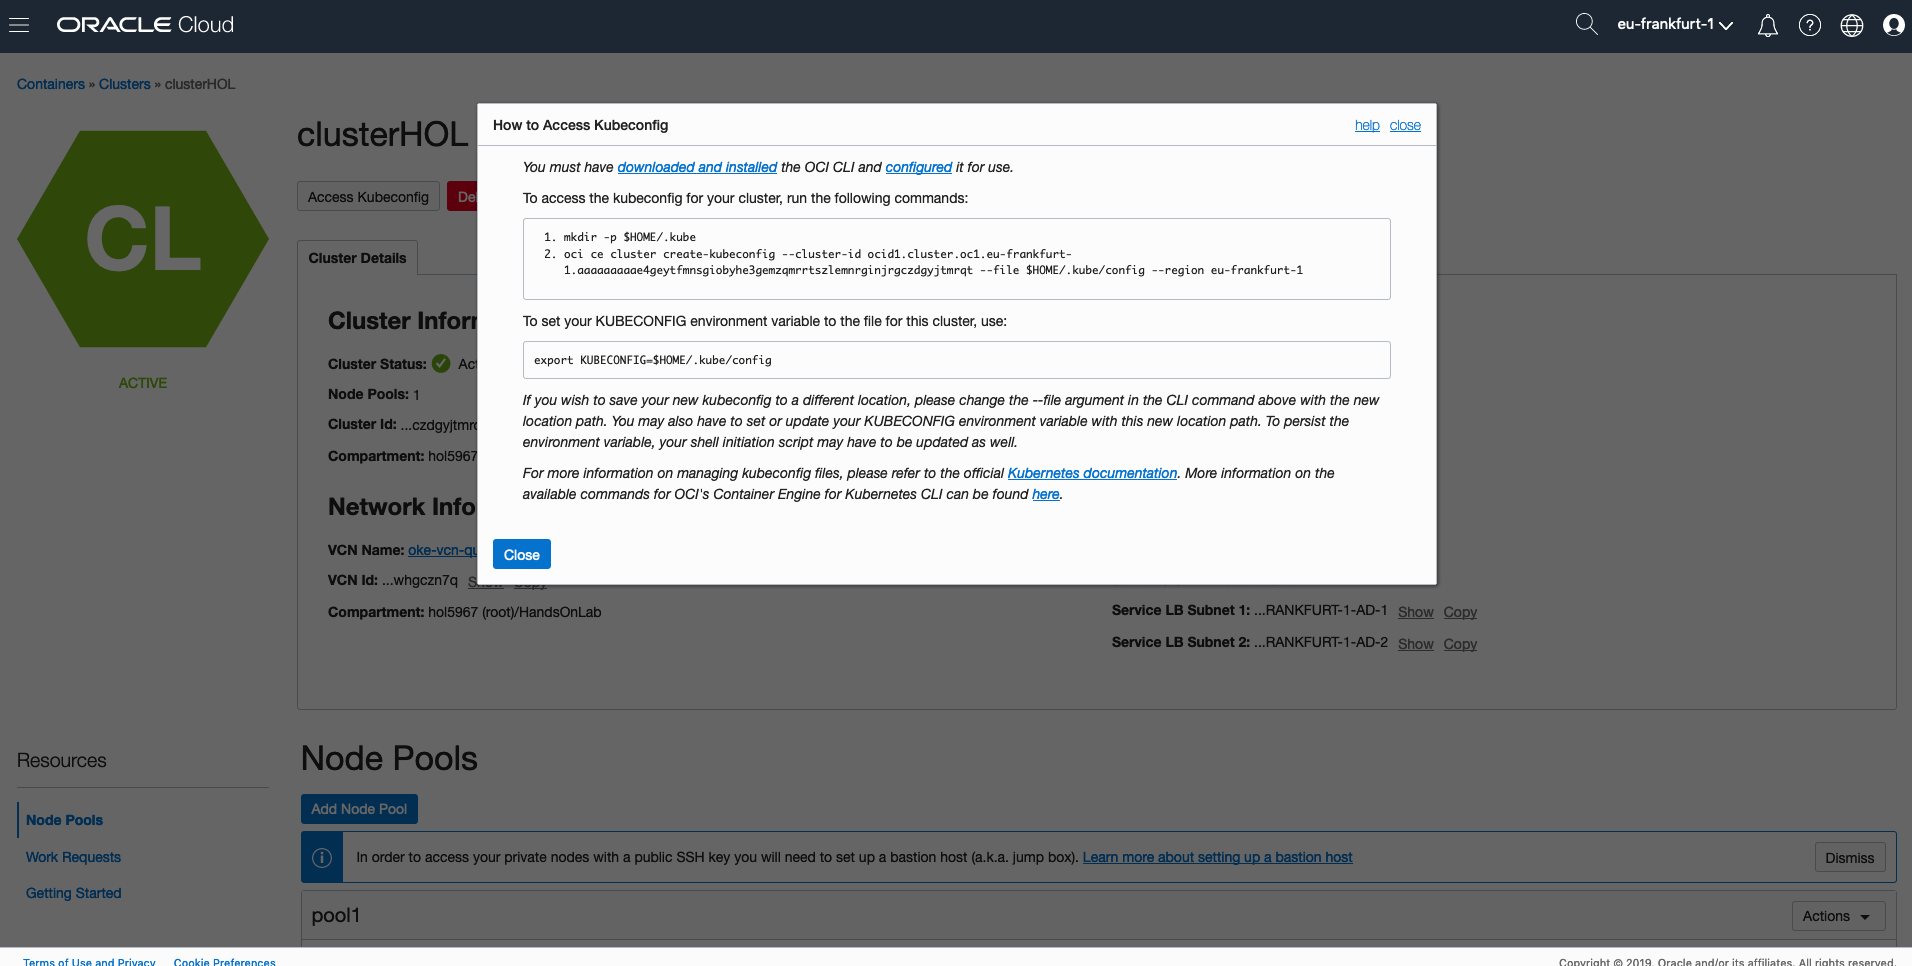 ORACLE Cloud
eu-frankfurt-1
Containers » Clusters » clusterHOL
CL
ACTIVE
clusterHOL
Access Kubeconfig
Cluster Details
Cluster Status:
Node Pools: 1
Cluster Id: ...czdgyjtmrq
Compartment: hol5967
Network Info
VCN Name: oke-vcn-qu
VCN Id: ...whgczn7q Show Copy
Compartment: hol5967 (root)/HandsOnLab
Service LB Subnet 1: ...RANKFURT-1-AD-1 Show Copy
Service LB Subnet 2: ...RANKFURT-1-AD-2 Show Copy
How to Access Kubeconfig
help close
You must have downloaded and installed the OCI CLI and configured it for use.
To access the kubeconfig for your cluster, run the following commands:
1. mkdir -p $HOME/.kube
2. oci ce cluster create-kubeconfig --cluster-id ocid1.cluster.oc1.eu-frankfurt-
1.aaaaaaaaae4geytfmnsgiobyhe3gemzqmrrtszlemnrginjrgczdgyjtmrqt --file $HOME/.kube/config --region eu-frankfurt-1
To set your KUBECONFIG environment variable to the file for this cluster, use:
export KUBECONFIG=$HOME/.kube/config
If you wish to save your new kubeconfig to a different location, please change the --file argument in the CLI command above with the new
location path. You may also have to set or update your KUBECONFIG environment variable with this new location path. To persist the
environment variable, your shell initiation script may have to be updated as well.
For more information on managing kubeconfig files, please refer to the official Kubernetes documentation. More information on the
available commands for OCI's Container Engine for Kubernetes CLI can be found here.
Close
Resources
Node Pools
Work Requests
Getting Started
Node Pools
Add Node Pool
In order to access your private nodes with a public SSH key you will need to set up a bastion host (a.k.a. jump box). Learn more about setting up a bastion host
Dismiss
pool1
Actions
Terms of Use and Privacy Cookie Preferences
Copyright © 2019, Oracle and/or its affiliates. All rights reserved.